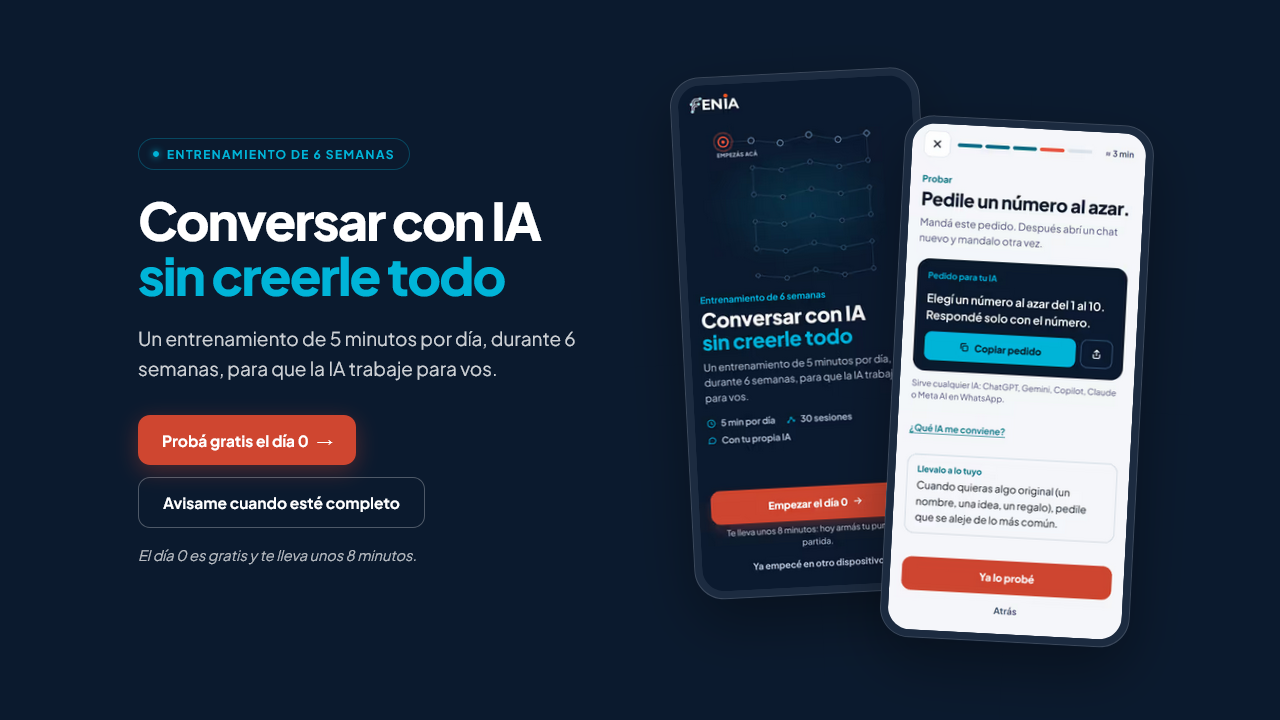 ENTRENAMIENTO DE 6 SEMANAS
Conversar con IA
sin creerle todo
Un entrenamiento de 5 minutos por día, durante 6
semanas, para que la IA trabaje para vos.
Probá gratis el día 0 →
Avisame cuando esté completo
El día 0 es gratis y te lleva unos 8 minutos.
FENIA
EMPEZÁS ACÁ
Entrenamiento de 6 semanas
Conversar con IA
sin creerle todo
Un entrenamiento de 5 minutos por día,
durante 6 semanas, para que la IA
para vos.
5 min por día
30 sesiones
Con tu propia IA
Empezar el día 0 →
Te lleva unos 8 minutos: hoy armás tu
partida.
Ya empecé en otro dispositivo
≈ 3 min
Probar
Pedile un número al azar.
Mandá este pedido. Después abrí un chat
nuevo y mandalo otra vez.
Pedido para tu IA
Elegí un número al azar del 1 al 10.
Respondé solo con el número.
Copiar pedido
Sirve cualquier IA: ChatGPT, Gemini, Copilot, Claude
o Meta AI en WhatsApp.
¿Qué IA me conviene?
Llevalo a lo tuyo
Cuando quieras algo original (un
nombre, una idea, un regalo), pedile
que se aleje de lo más común.
Ya lo probé
Atrás